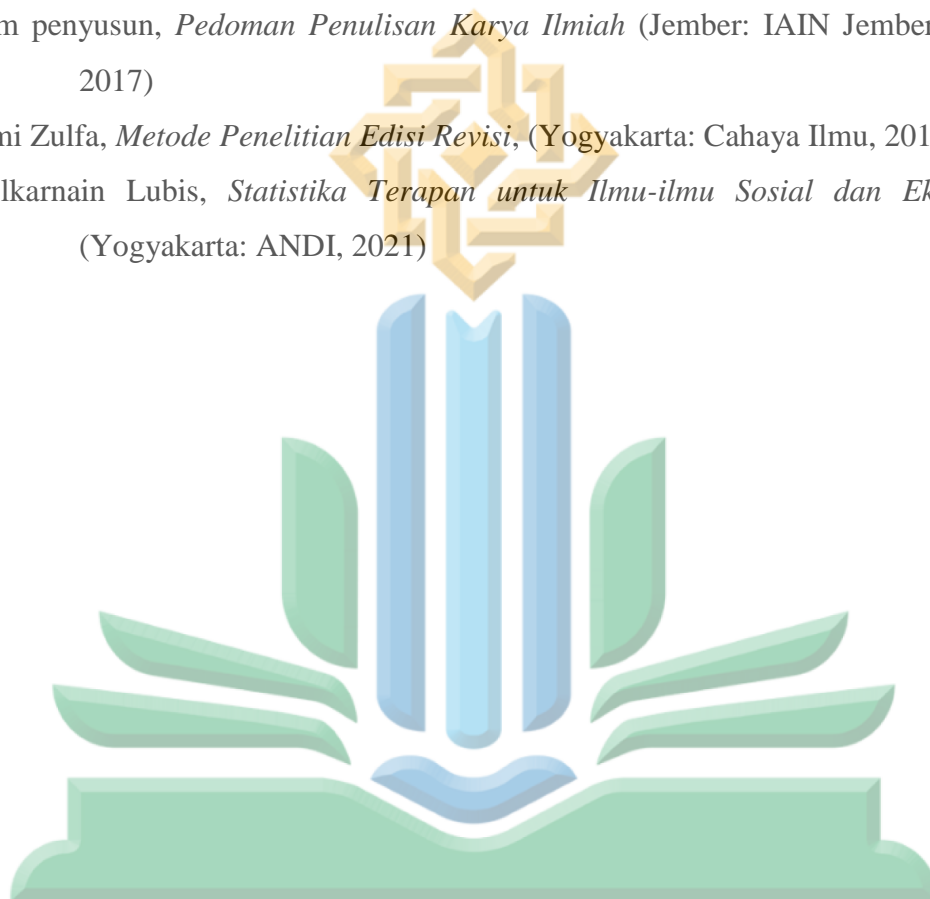 m penyusun, Pedoman Penulisan Karya Ilmiah (Jember: IAIN Jember
2017)
mi Zulfa, Metode Penelitian Edisi Revisi, (Yogyakarta: Cahaya Ilmu, 201
lkarnain Lubis, Statistika Terapan untuk Ilmu-ilmu Sosial dan Ek
(Yogyakarta: ANDI, 2021)